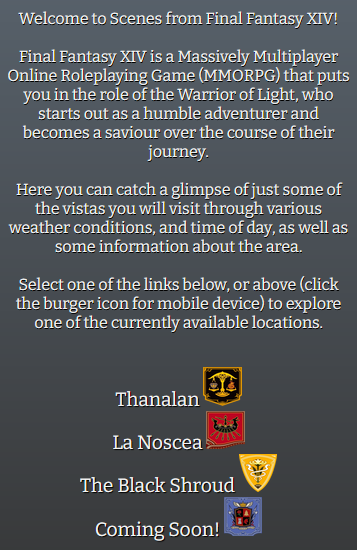 Welcome to Scenes from Final Fantasy XIV!
Final Fantasy XIV is a Massively Multiplayer
Online Roleplaying Game (MMORPG) that puts
you in the role of the Warrior of Light, who
starts out as a humble adventurer and
becomes a saviour over the course of their
journey.
Here you can catch a glimpse of just some of
the vistas you will visit through various
weather conditions, and time of day, as well as
some information about the area.
Select one of the links below, or above (click
the burger icon for mobile device) to explore
one of the currently available locations.
Thanalan
La Noscea
The Black Shroud
Coming Soon!